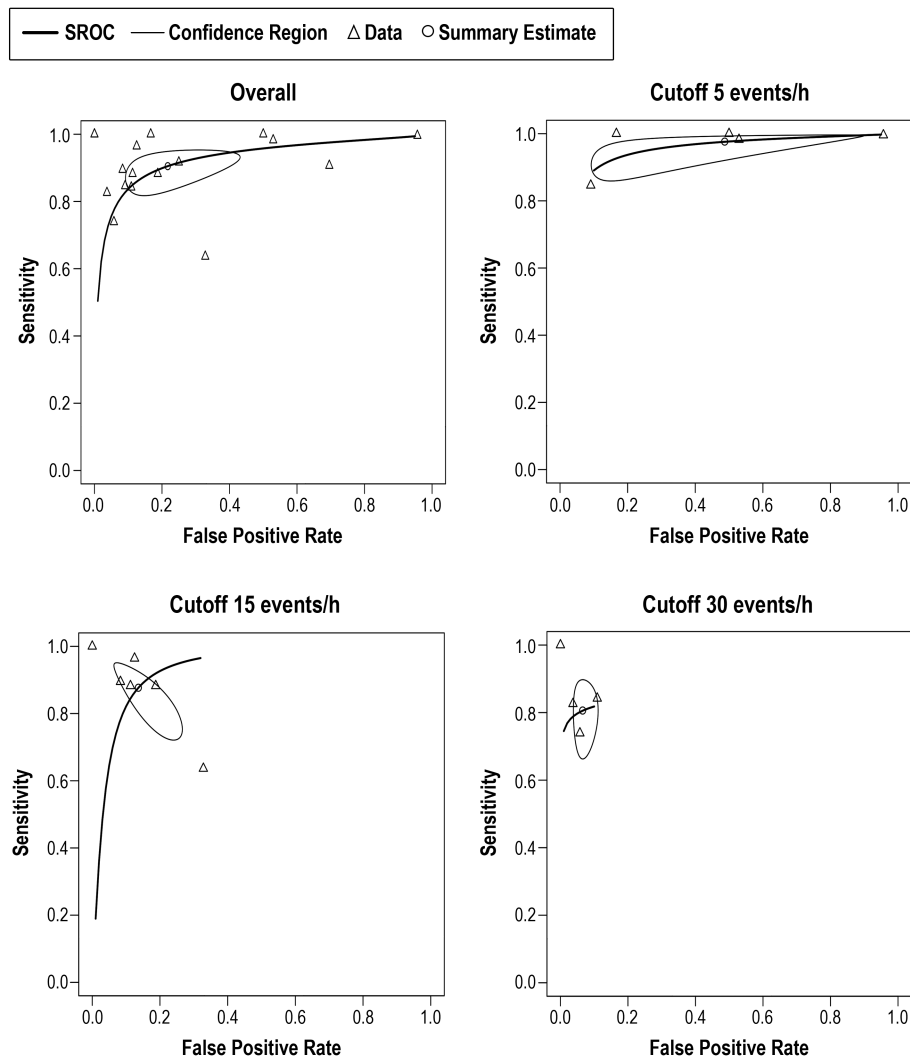 SROC Confidence Region Data Summary Estimate
Overall
Sensitivity
1.0
0.8
0.6
0.4
0.2
0.0
0.0 0.2 0.4 0.6 0.8 1.0
False Positive Rate
Cutoff 5 events/h
Sensitivity
1.0
0.8
0.6
0.4
0.2
0.0
0.0 0.2 0.4 0.6 0.8 1.0
False Positive Rate
Cutoff 15 events/h
Sensitivity
1.0
0.8
0.6
0.4
0.2
0.0
0.0 0.2 0.4 0.6 0.8 1.0
False Positive Rate
Cutoff 30 events/h
Sensitivity
1.0
0.8
0.6
0.4
0.2
0.0
0.0 0.2 0.4 0.6 0.8 1.0
False Positive Rate